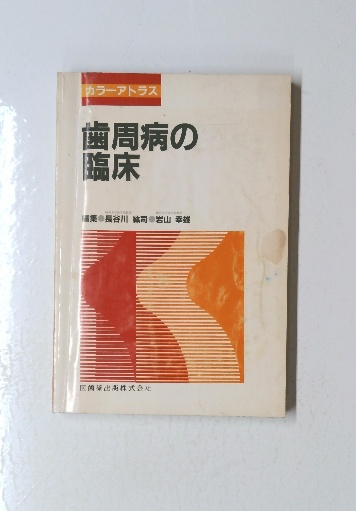 カラーアトラス
歯周病の
臨床
編集●長谷川 紘司●岩山 幸雄
医歯薬出版株式会社